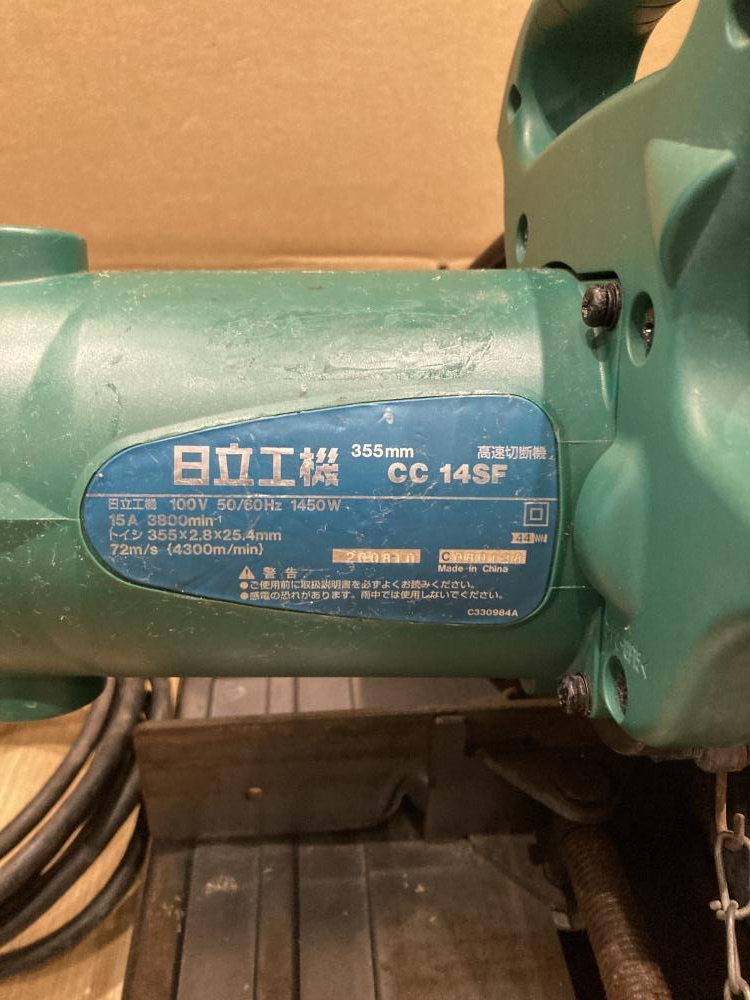 日立工機 355mm 高速切断機
CC 14SF
日立工機 100V 50/60Hz 1450W
15A 3800min⁻¹
トイシ 355×2.8×25.4mm
72m/s (4300m/min)
44
Made in China
⚠ 警告
●ご使用前に取扱説明書を必ずよくお読みください。
●感電の恐れがあります。雨中では使用しないでください。
C330984A